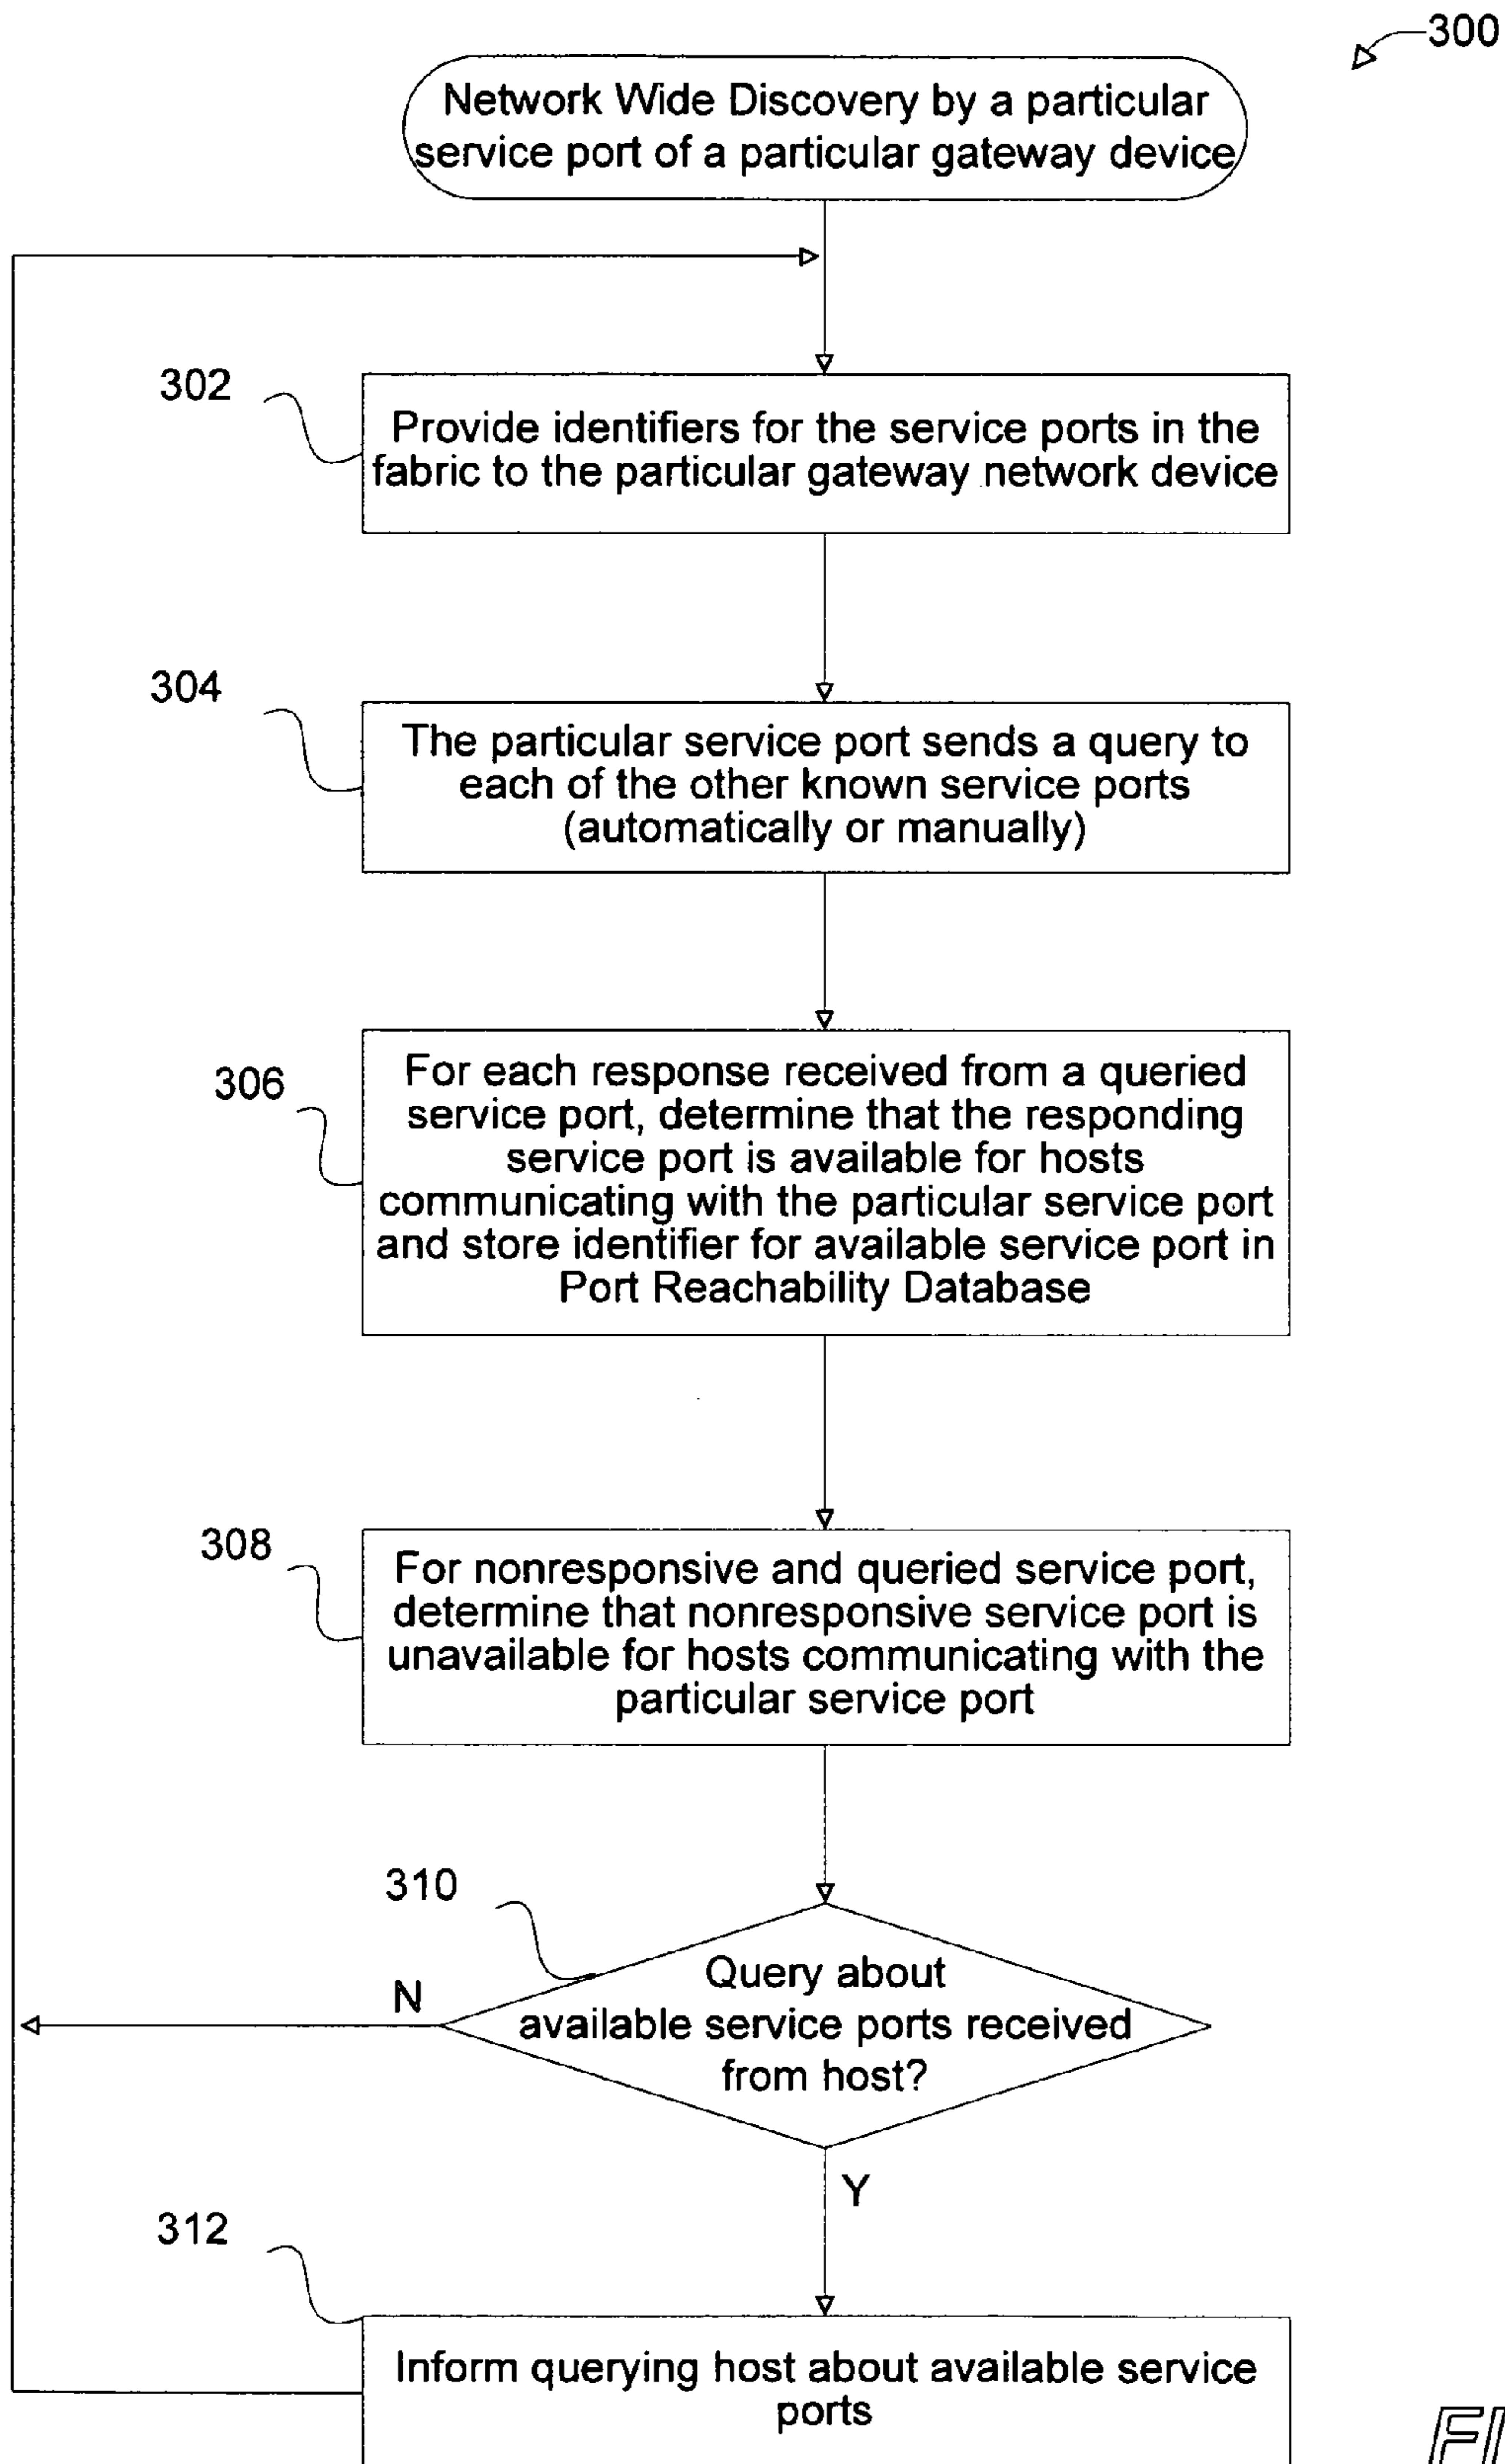 300
Network Wide Discovery by a particular
service port of a particular gateway device
302
Provide identifiers for the service ports in the
fabric to the particular gateway network device
304
The particular service port sends a query to
each of the other known service ports
(automatically or manually)
306
For each response received from a queried
service port, determine that the responding
service port is available for hosts
communicating with the particular service port
and store identifier for available service port in
Port Reachability Database
308
For nonresponsive and queried service port,
determine that nonresponsive service port is
unavailable for hosts communicating with the
particular service port
310
Query about
available service ports received
from host?
N
Y
312
Inform querying host about available service
ports